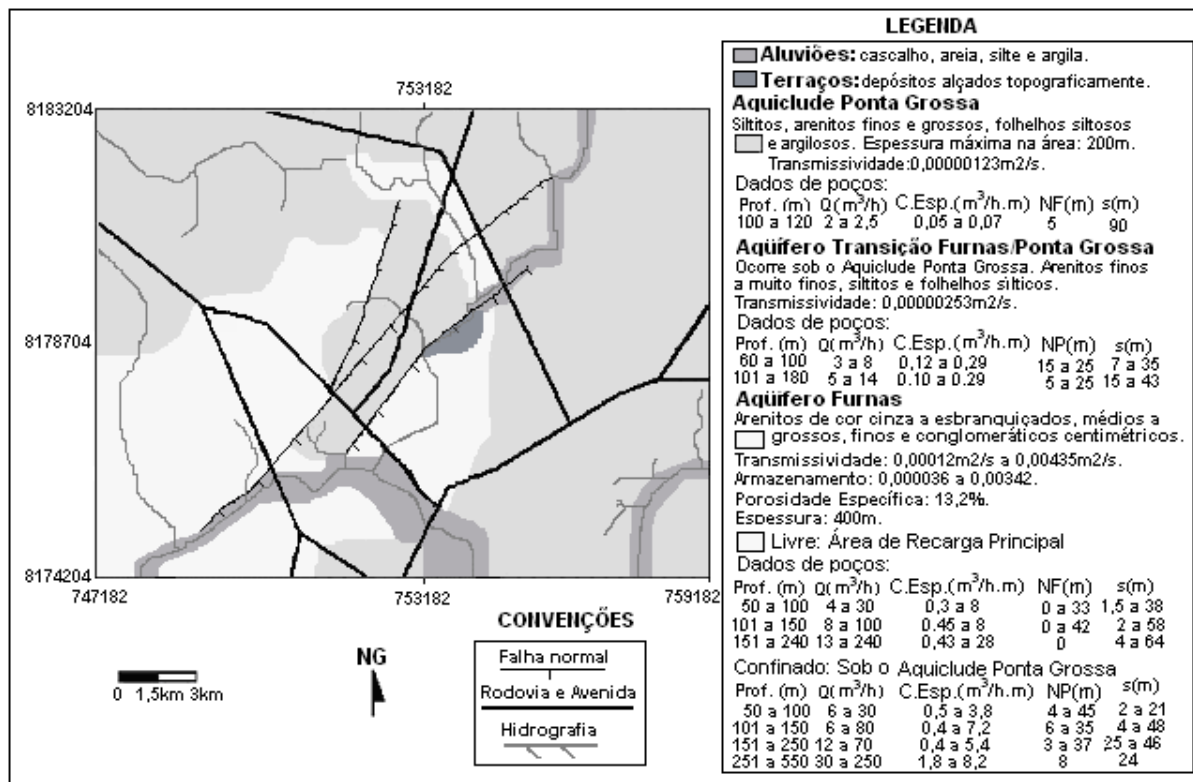 LEGENDA
Aluviões: cascalho, areia, silte e argila.
Terraços: depósitos alçados topograficamente.
Aquiclude Ponta Grossa
Siltitos, arenitos finos e grossos, folhelhos siltosos
e argilosos. Espessura máxima na área: 200m.
Transmissividade:0,00000123m2/s.
Dados de poços:
Prof. (m) Q(m³/h) C.Esp.(m³/h.m) NF(m) s(m)
100 a 120 2 a 2,5 0,05 a 0,07 5 90
Aqüífero Transição Furnas/Ponta Grossa
Ocorre sob o Aquiclude Ponta Grossa. Arenitos finos
a muito finos, siltitos e folhelhos sílticos.
Transmissividade: 0,00000253m2/s.
Dados de poços:
Prof. (m) Q(m³/h) C.Esp.(m³/h.m) NP(m) s(m)
60 a 100 3 a 8 0,12 a 0,29 15 a 25 7 a 35
101 a 180 5 a 14 0.10 a 0.29 5 a 25 15 a 43
Aqüífero Furnas
Arenitos de cor cinza a esbranquiçados, médios a
grossos, finos e conglomeráticos centimétricos.
Transmissividade: 0,00012m2/s a 0,00435m2/s.
Armazenamento: 0,000036 a 0,00342.
Porosidade Específica: 13,2%.
Espessura: 400m.
Livre: Área de Recarga Principal
Dados de poços:
Prof. (m) Q(m³/h) C.Esp.(m³/h.m) NF(m) s(m)
50 a 100 4 a 30 0,3 a 8 0 a 33 1,5 a 38
101 a 150 8 a 100 0.45 a 8 0 a 42 2 a 58
151 a 240 13 a 240 0,43 a 28 0 4 a 64
Confinado: Sob o Aquiclude Ponta Grossa
Prof. (m) Q(m³/h) C.Esp.(m³/h.m) NP(m) s(m)
50 a 100 6 a 30 0,5 a 3,8 4 a 45 2 a 21
101 a 150 6 a 80 0,4 a 7,2 6 a 35 4 a 48
151 a 250 12 a 70 0,4 a 5,4 3 a 37 25 a 46
251 a 550 30 a 250 1,8 a 8,2 8 24
753182
8183204
8178704
8174204
747182
753182
759182
CONVENÇÕES
Falha normal
Rodovia e Avenida
Hidrografia
NG
0 1,5km 3km